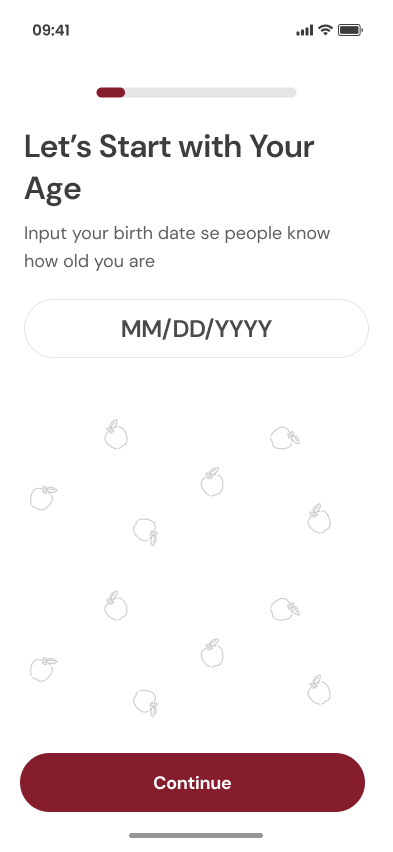 09:41
Let's Start with Your
Age
Input your birth date se people know
how old you are
MM/DD/YYYY
Continue